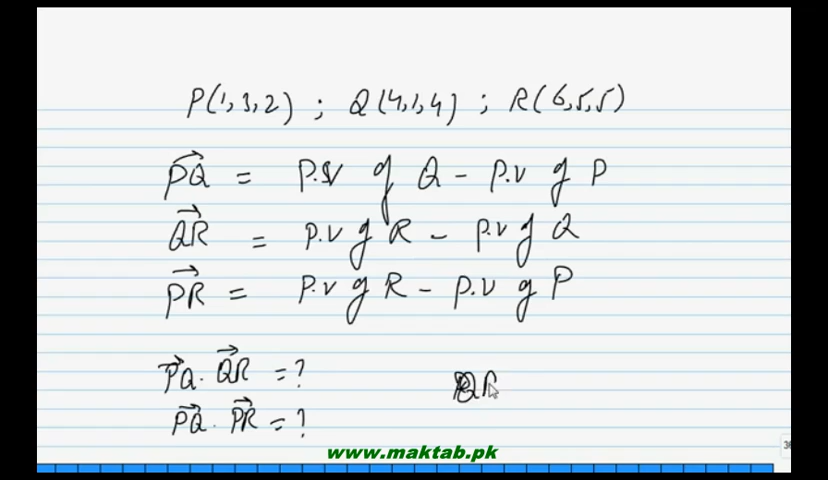 P(1,3,2) ; Q(4,1,4) ; R(6,5,5)
PQ = P.V of Q - P.V of P
QR = P.V of R - P.V of Q
PR = P.V of R - P.V of P
PQ . QR = ?
PQ . PR = ?
www.maktab.pk